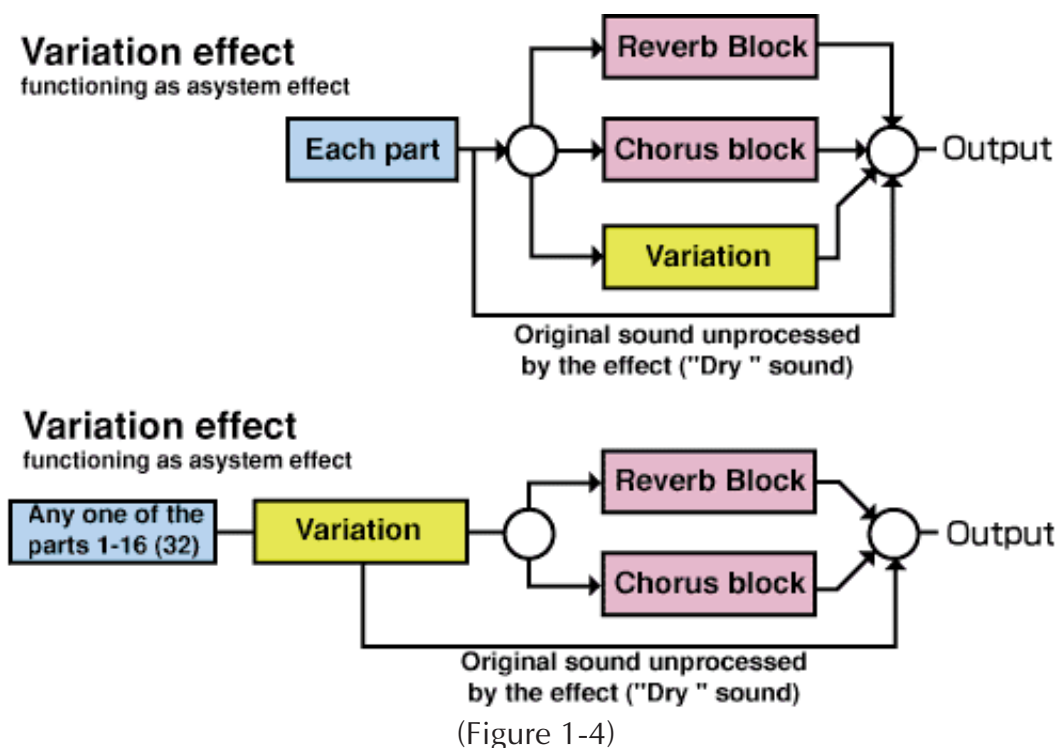 Variation effect
functioning as asystem effect
Each part
Reverb Block
Chorus block
Variation
Output
Original sound unprocessed
by the effect ("Dry " sound)
Variation effect
functioning as asystem effect
Any one of the
parts 1-16 (32)
Variation
Reverb Block
Chorus block
Output
Original sound unprocessed
by the effect ("Dry " sound)
(Figure 1-4)